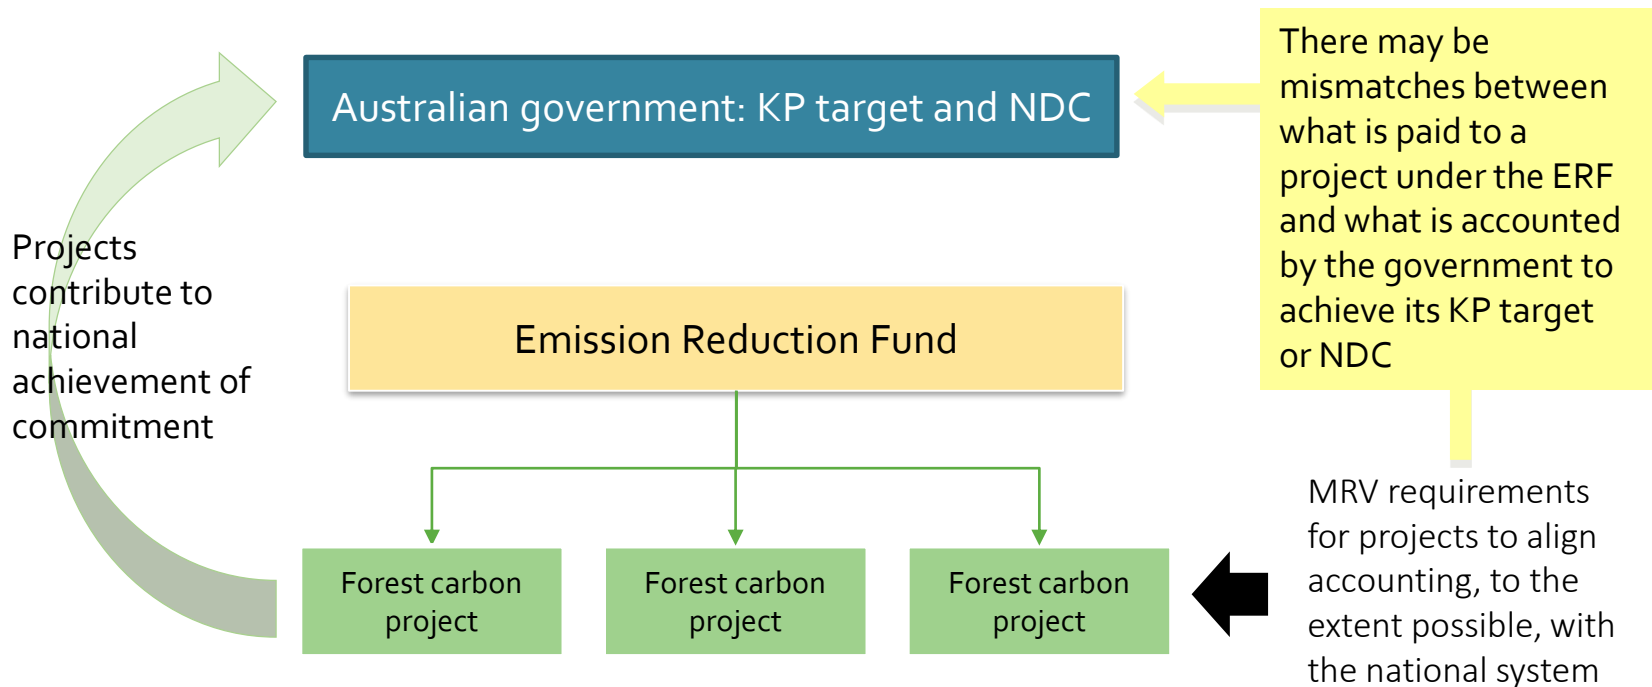 Australian government: KP target and NDC
There may be
mismatches between
what is paid to a
project under the ERF
and what is accounted
by the government to
achieve its KP target
or NDC
Projects
contribute to
national
achievement of
commitment
Emission Reduction Fund
Forest carbon
project
Forest carbon
project
Forest carbon
project
MRV requirements
for projects to align
accounting, to the
extent possible, with
the national system